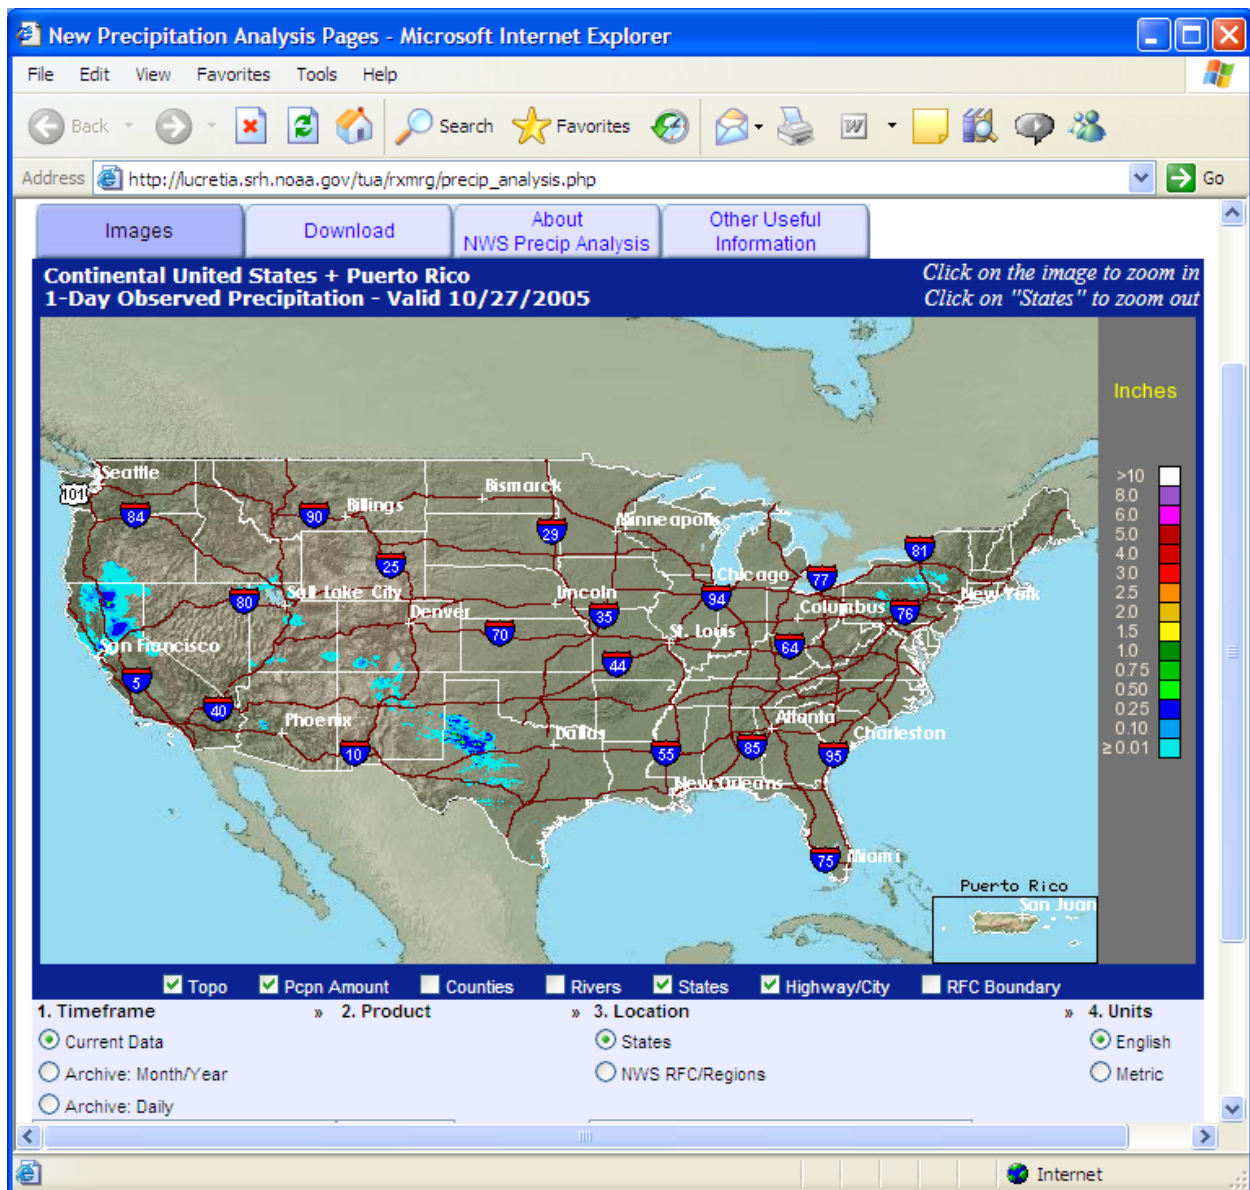 New Precipitation Analysis Pages - Microsoft Internet Explorer
File Edit View Favorites Tools Help
Back Search Favorites
Address http://lucretia.srh.noaa.gov/tua/rxmrg/precip_analysis.php Go
Images Download About NWS Precip Analysis Other Useful Information
Continental United States + Puerto Rico Click on the image to zoom in
1-Day Observed Precipitation - Valid 10/27/2005 Click on "States" to zoom out
Inches
>10
8.0
6.0
5.0
4.0
3.0
2.5
2.0
1.5
1.0
0.75
0.50
0.25
0.10
≥ 0.01
Seattle
101
84
90
Billings
Bismarck
29
Minneapolis
25
81
Chicago
77
80
Salt Lake City
Denver
Lincoln
35
94
Columbus
76
New York
70
St. Louis
64
San Francisco
44
5
40
Phoenix
10
Dallas
55
Atlanta
85
Charleston
95
New Orleans
75
Miami
Puerto Rico
San Juan
Topo Pcpn Amount Counties Rivers States Highway/City RFC Boundary
1. Timeframe » 2. Product » 3. Location » 4. Units
Current Data States English
Archive: Month/Year NWS RFC/Regions Metric
Archive: Daily
Internet